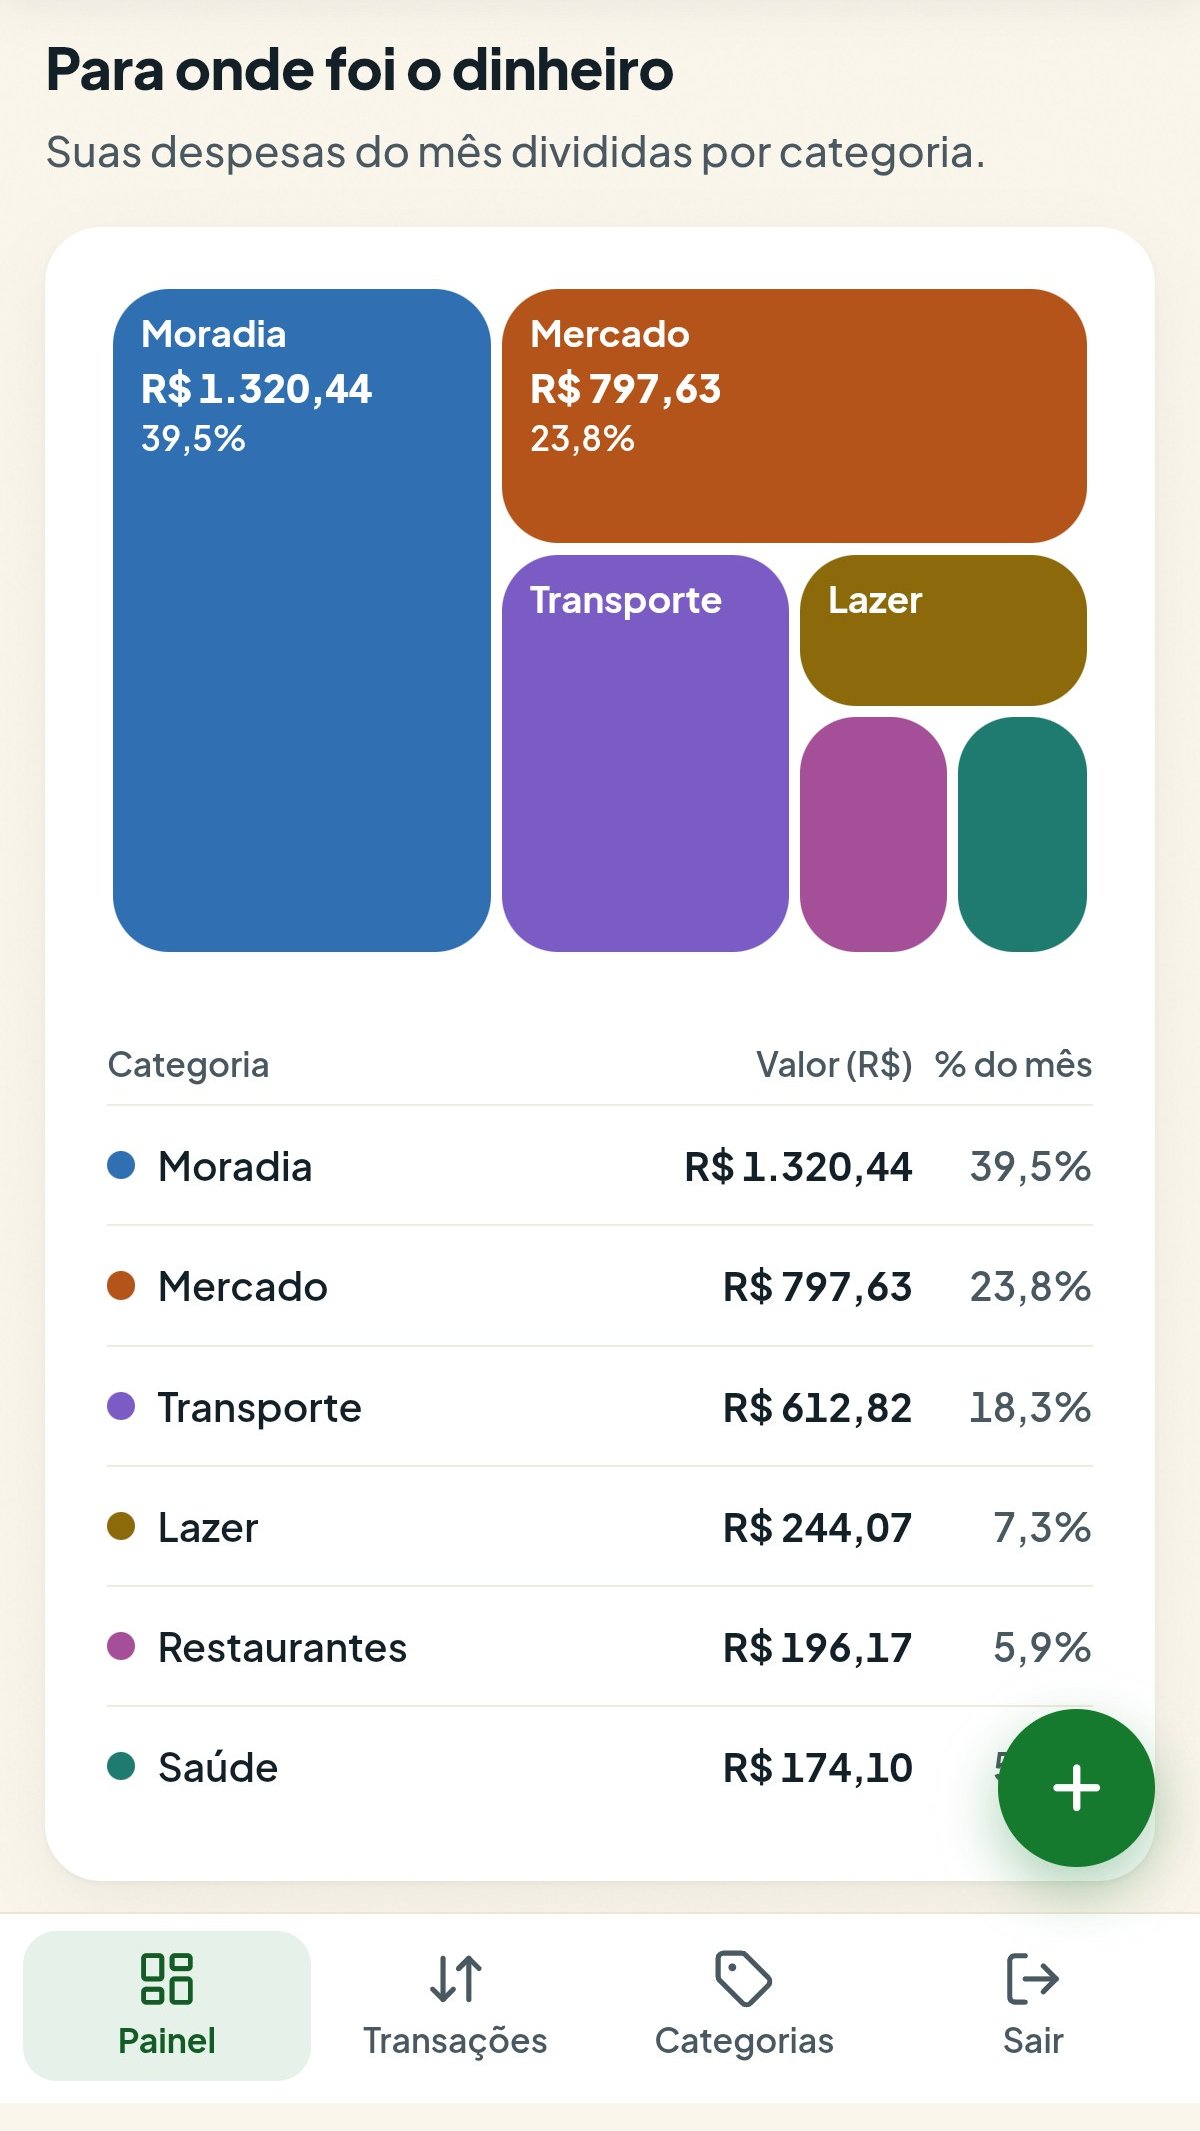 Para onde foi o dinheiro
Suas despesas do mês divididas por categoria.
Moradia
R$ 1.320,44
39,5%
Mercado
R$ 797,63
23,8%
Transporte
Lazer
Categoria Valor (R$) % do mês
Moradia R$ 1.320,44 39,5%
Mercado R$ 797,63 23,8%
Transporte R$ 612,82 18,3%
Lazer R$ 244,07 7,3%
Restaurantes R$ 196,17 5,9%
Saúde R$ 174,10
Painel Transações Categorias Sair